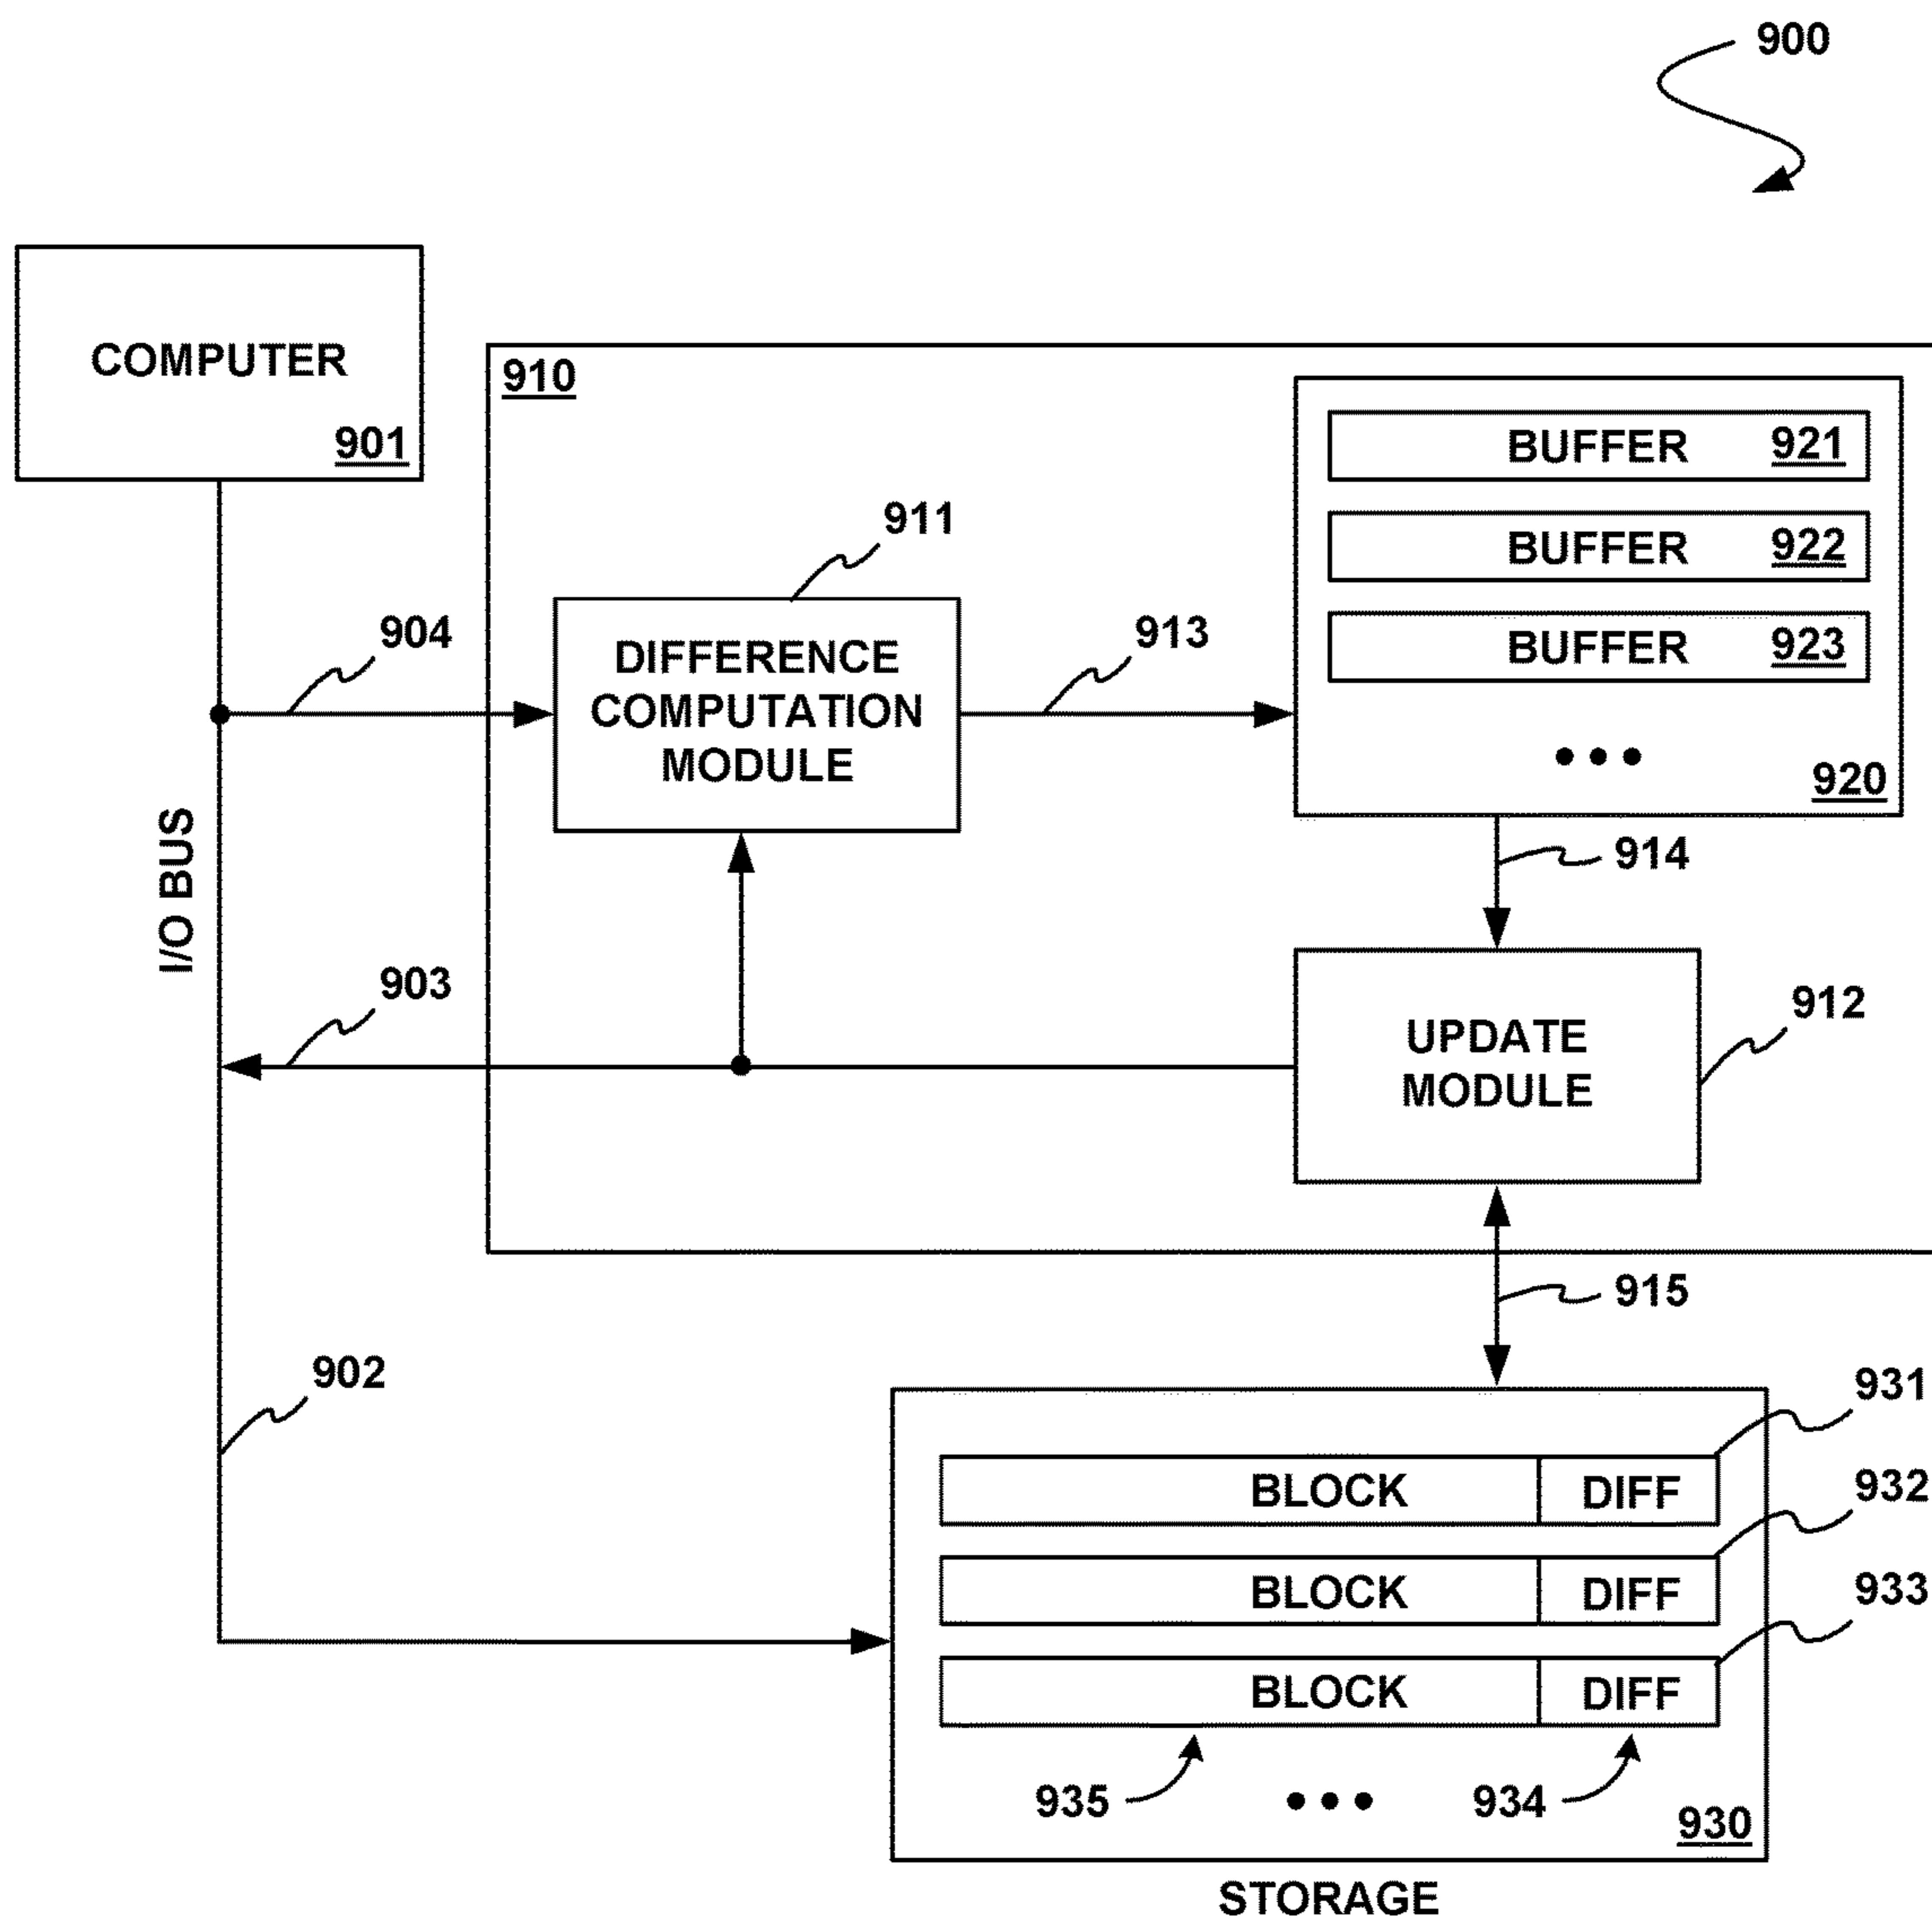 900
COMPUTER
901
910
BUFFER 921
BUFFER 922
BUFFER 923
920
911
904
DIFFERENCE
COMPUTATION
MODULE
913
914
I/O BUS
903
UPDATE
MODULE
912
915
902
931
BLOCK DIFF
932
BLOCK DIFF
933
BLOCK DIFF
935
934
930
STORAGE